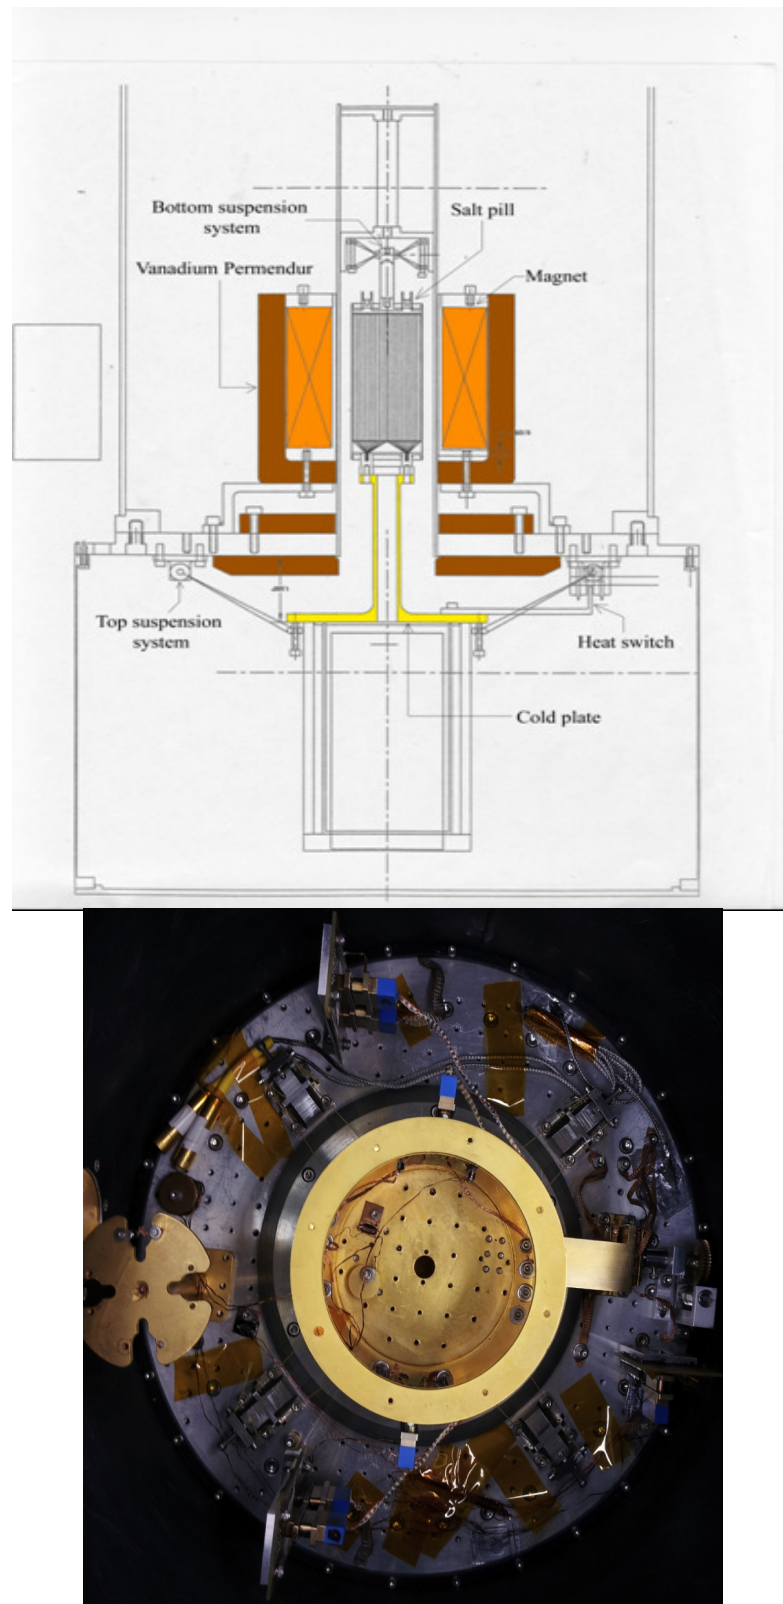 Bottom suspension
system
Salt pill
Vanadium Permendur
Magnet
Top suspension
system
Heat switch
Cold plate